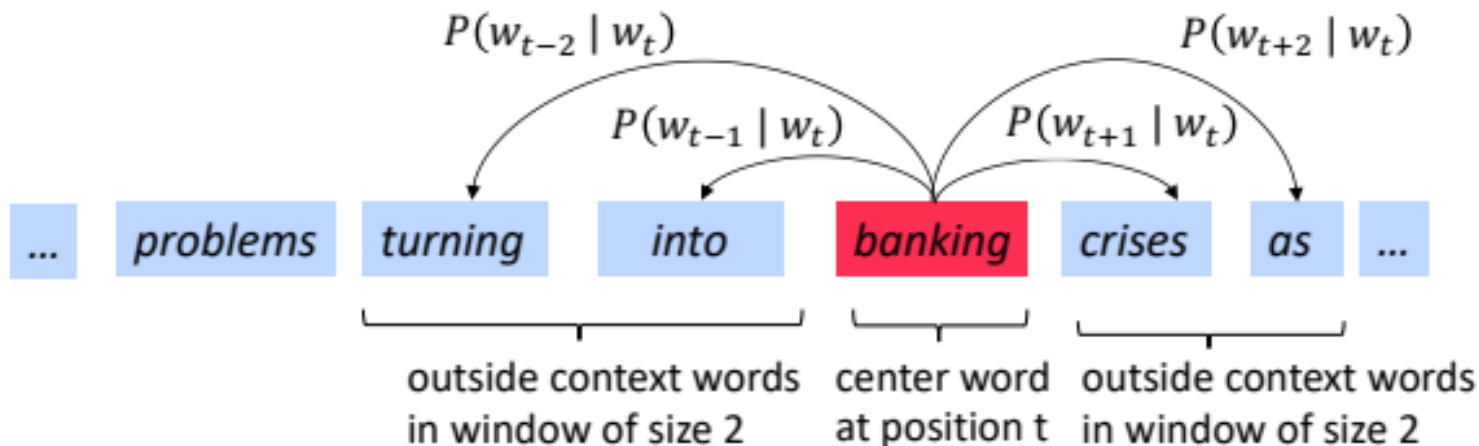 P(w_{t−2} | w_t) P(w_{t+2} | w_t)
P(w_{t−1} | w_t) P(w_{t+1} | w_t)
... problems turning into banking crises as ...
outside context words center word outside context words
in window of size 2 at position t in window of size 2